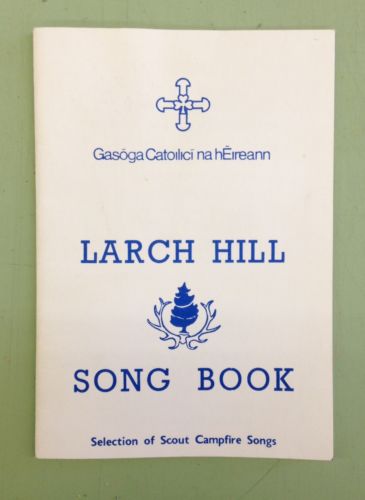 Gasóga Catoilicí na hÉireann
LARCH HILL
SONG BOOK
Selection of Scout Campfire Songs